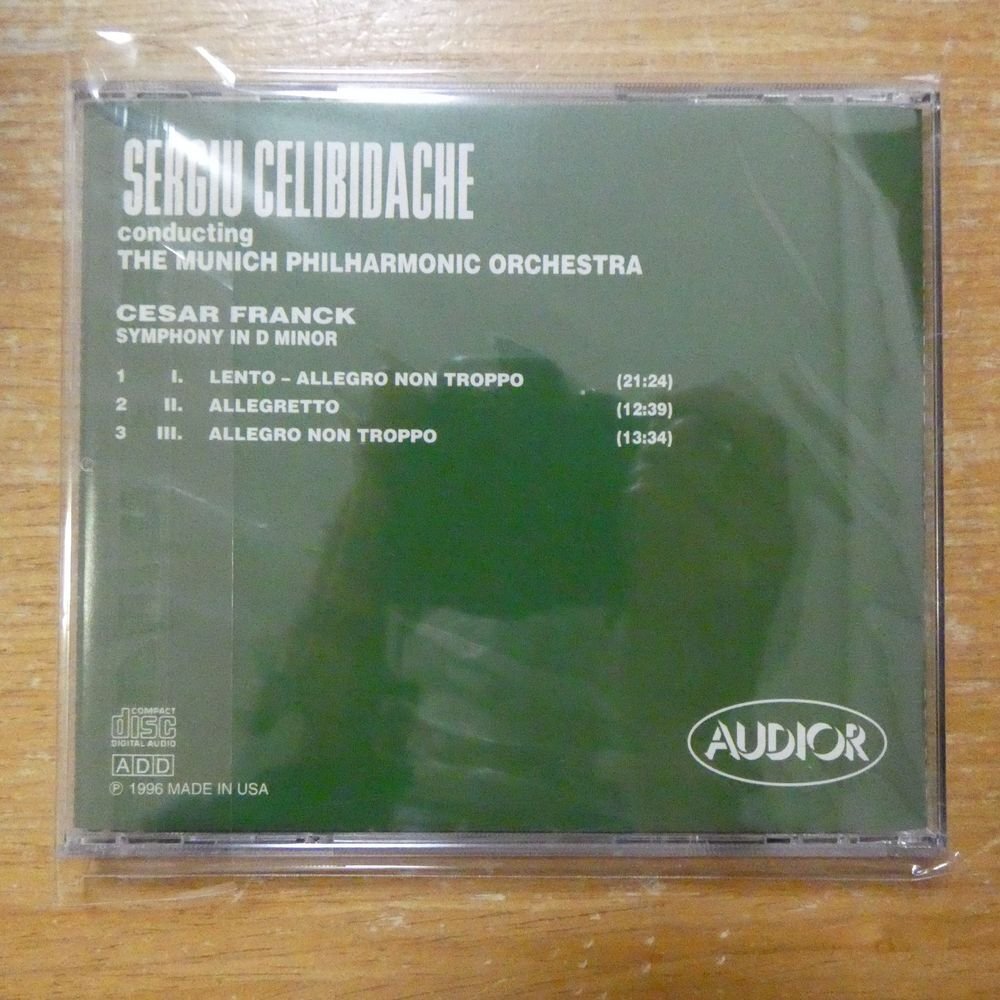 SERGIU CELIBIDACHE
conducting
THE MUNICH PHILHARMONIC ORCHESTRA
CESAR FRANCK
SYMPHONY IN D MINOR
1 I. LENTO – ALLEGRO NON TROPPO (21:24)
2 II. ALLEGRETTO (12:39)
3 III. ALLEGRO NON TROPPO (13:34)
COMPACT
disc
DIGITAL AUDIO
ADD
℗ 1996 MADE IN USA
AUDIOR